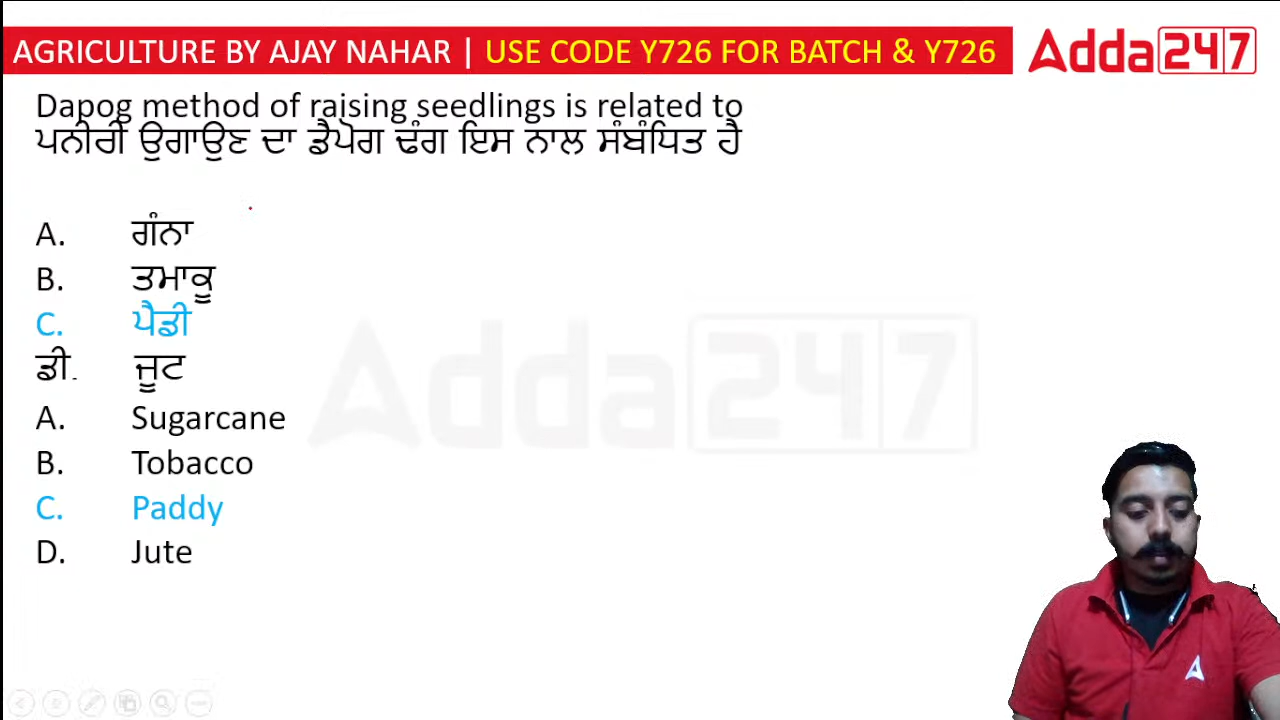 AGRICULTURE BY AJAY NAHAR | USE CODE Y726 FOR BATCH & Y726
Adda247
Dapog method of raising seedlings is related to
ਪਨੀਰੀ ਉਗਾਉਣ ਦਾ ਡੈਪੋਗ ਢੰਗ ਇਸ ਨਾਲ ਸੰਬੰਧਿਤ ਹੈ
A. ਗੰਨਾ
B. ਤਮਾਕੂ
C. ਪੈਡੀ
ਡੀ. ਜੂਟ
A. Sugarcane
B. Tobacco
C. Paddy
D. Jute
Adda247